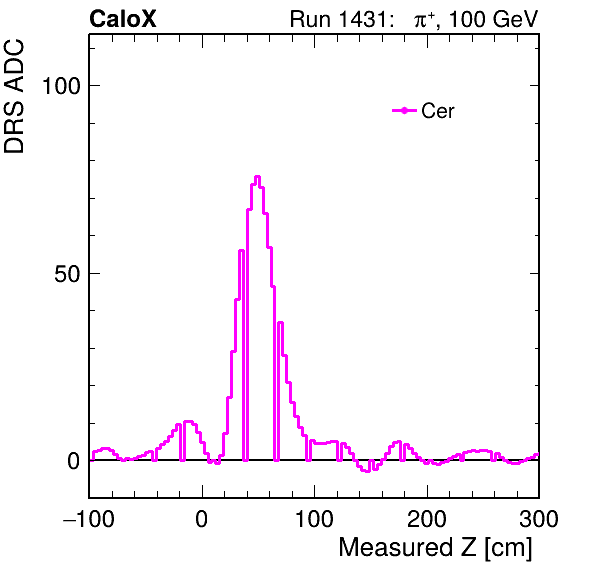 CaloX Run 1431: π⁺, 100 GeV
DRS ADC
Cer
100
50
0
−100 0 100 200 300
Measured Z [cm]